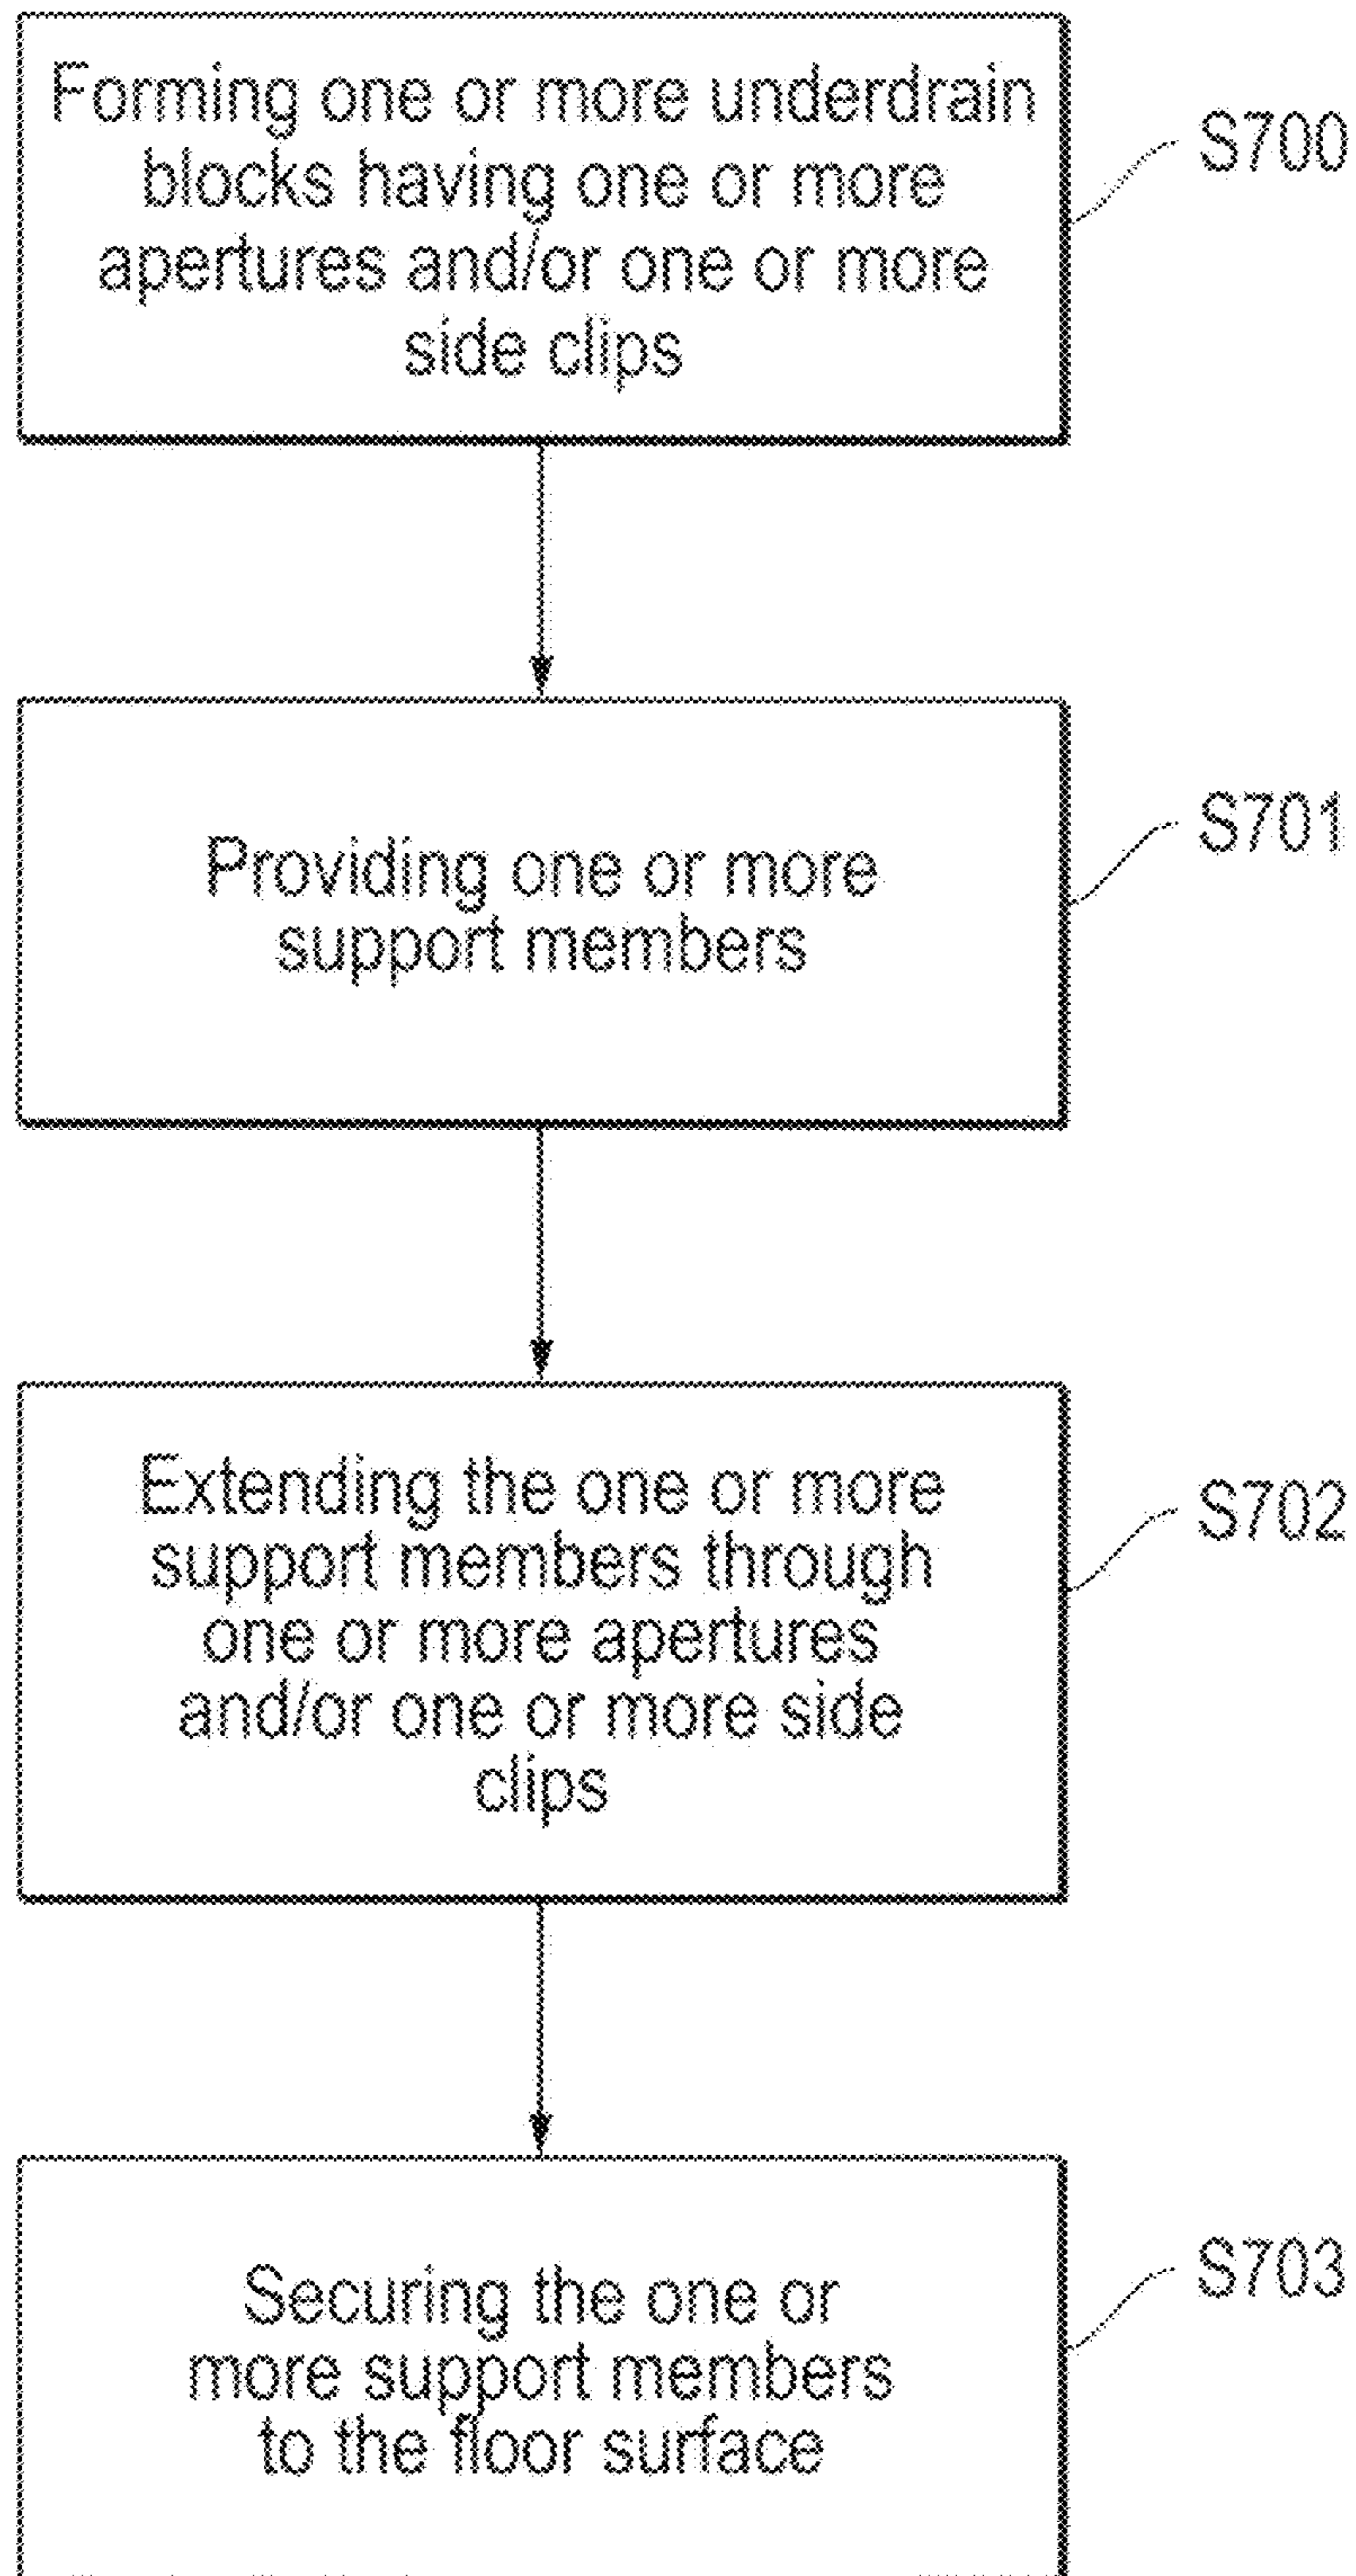 Forming one or more underdrain
blocks having one or more
apertures and/or one or more
side clips
S700
Providing one or more
support members
S701
Extending the one or more
support members through
one or more apertures
and/or one or more side
clips
S702
Securing the one or
more support members
to the floor surface
S703